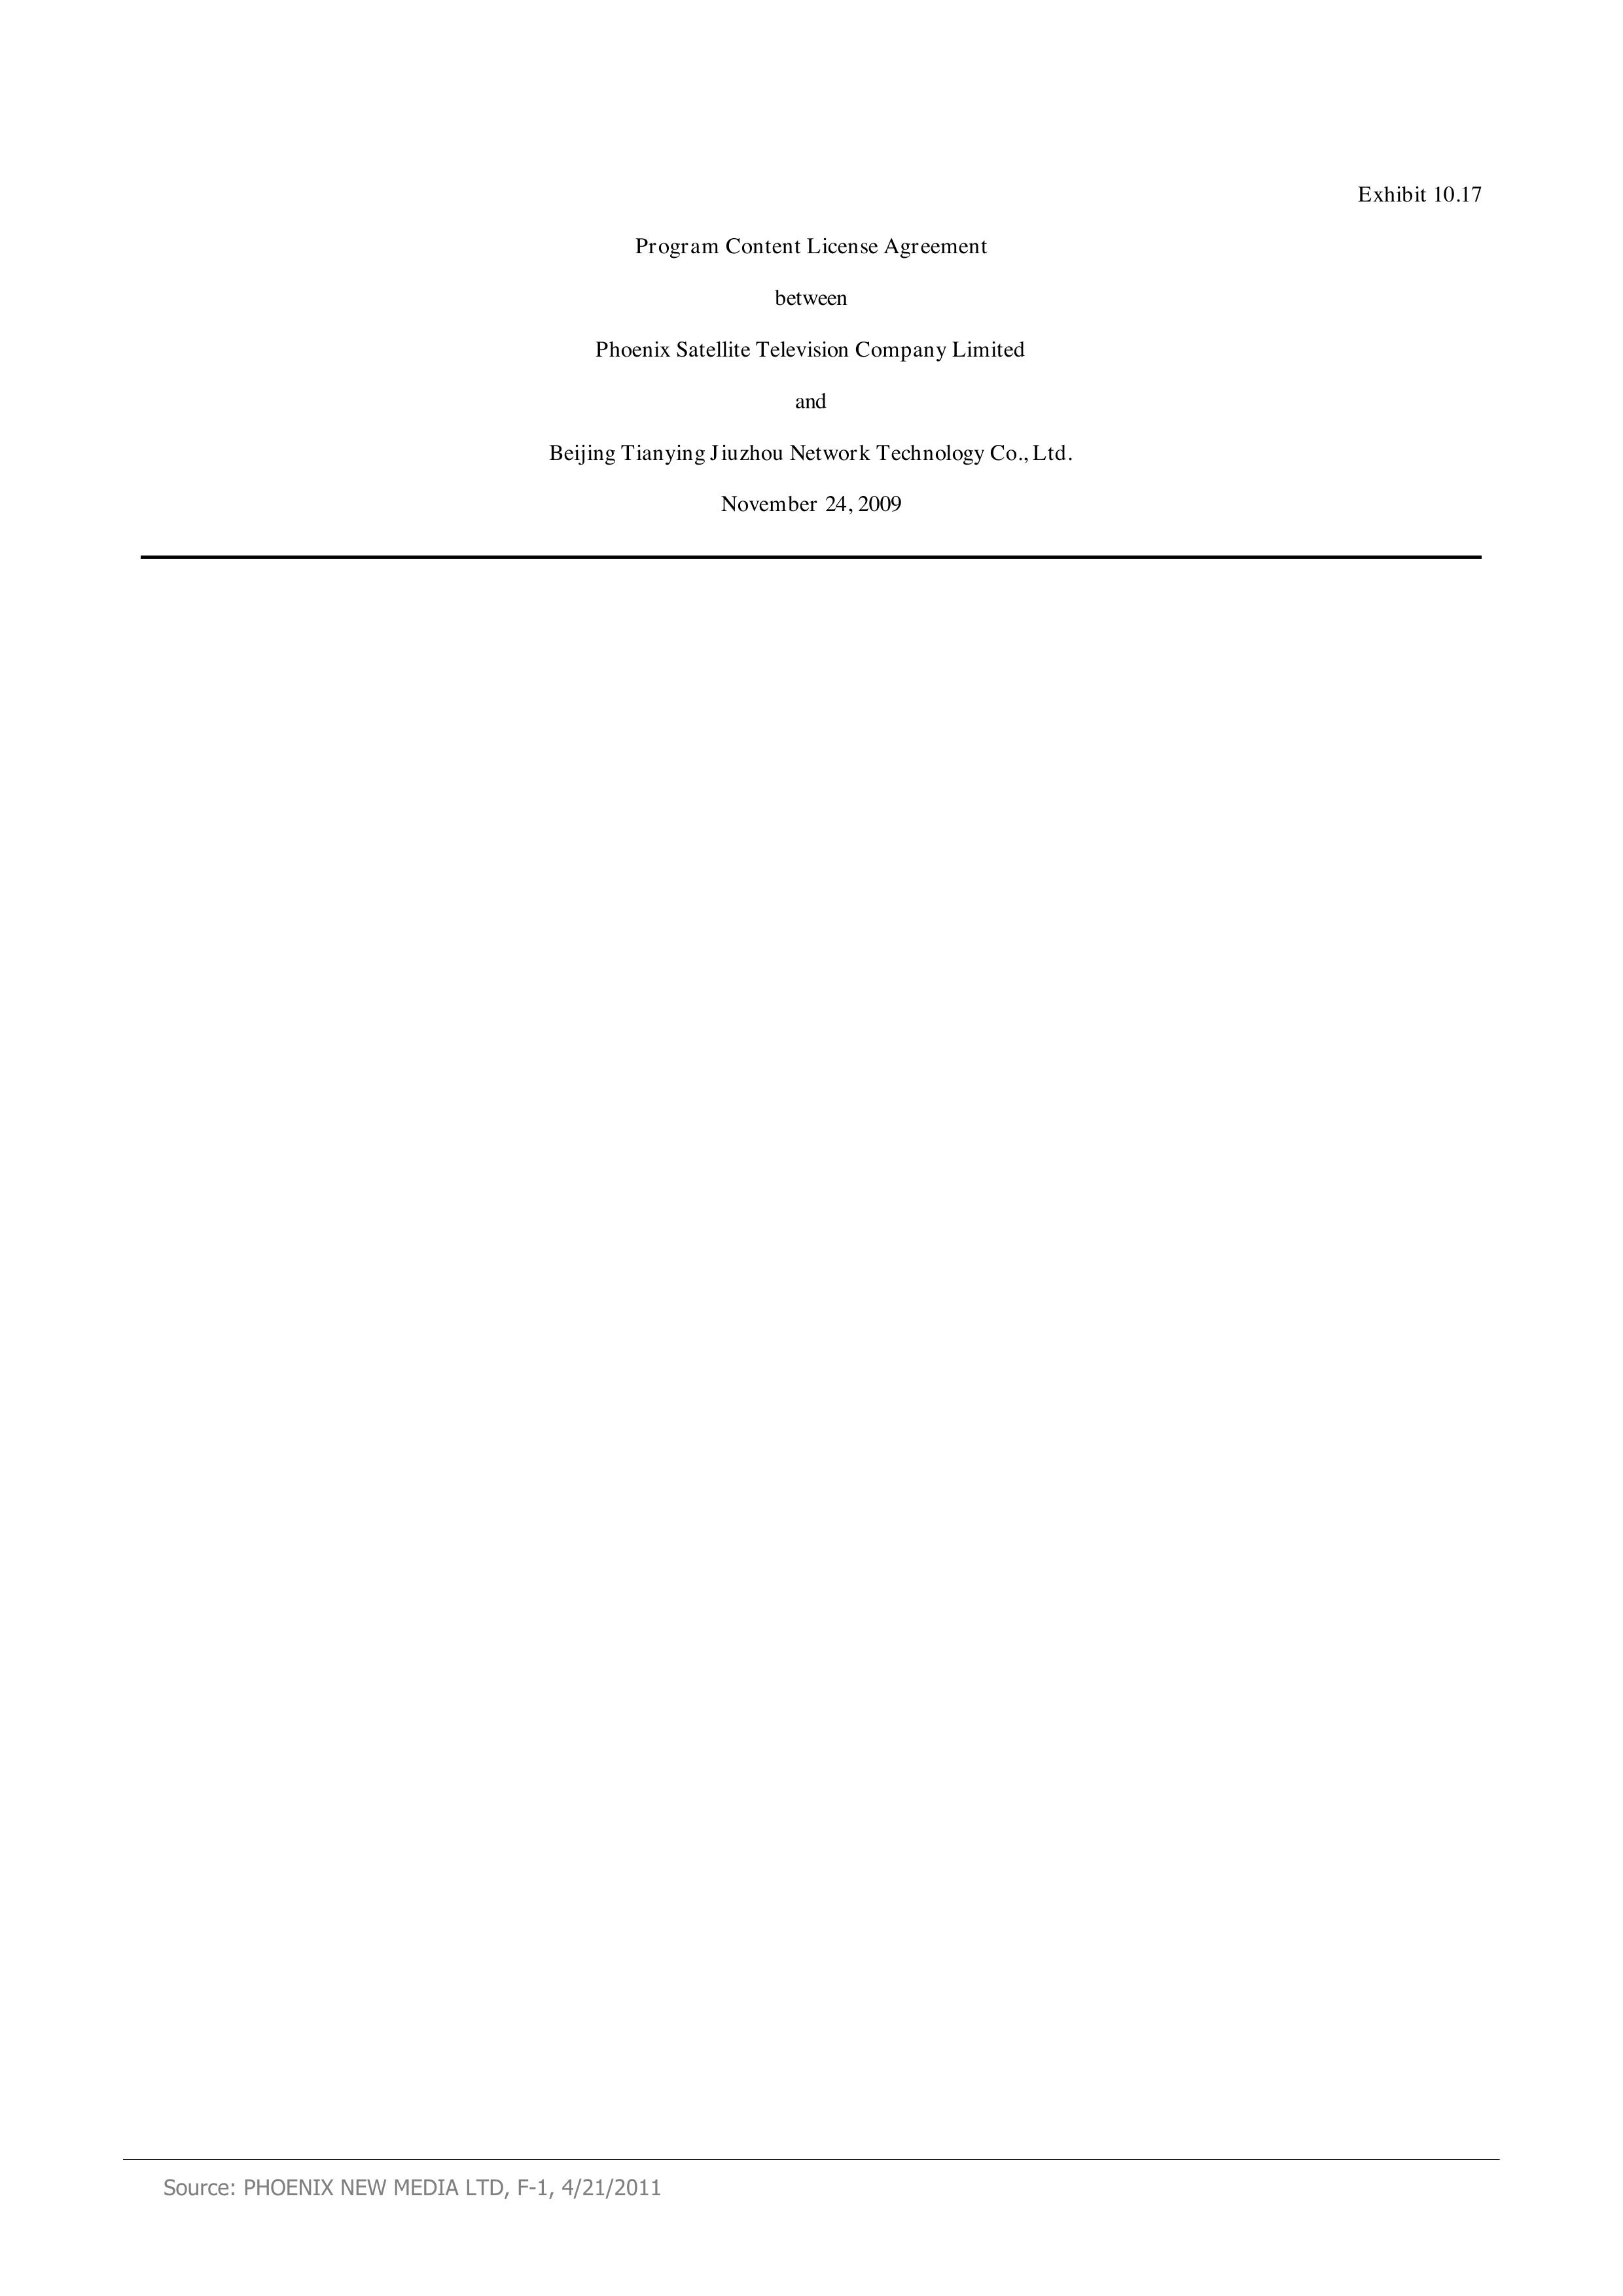 Exhibit 10.17
Program Content License Agreement
between
Phoenix Satellite Television Company Limited
and
Beijing Tianying Jiuzhou Network Technology Co., Ltd.
November 24, 2009
Source: PHOENIX NEW MEDIA LTD, F-1, 4/21/2011